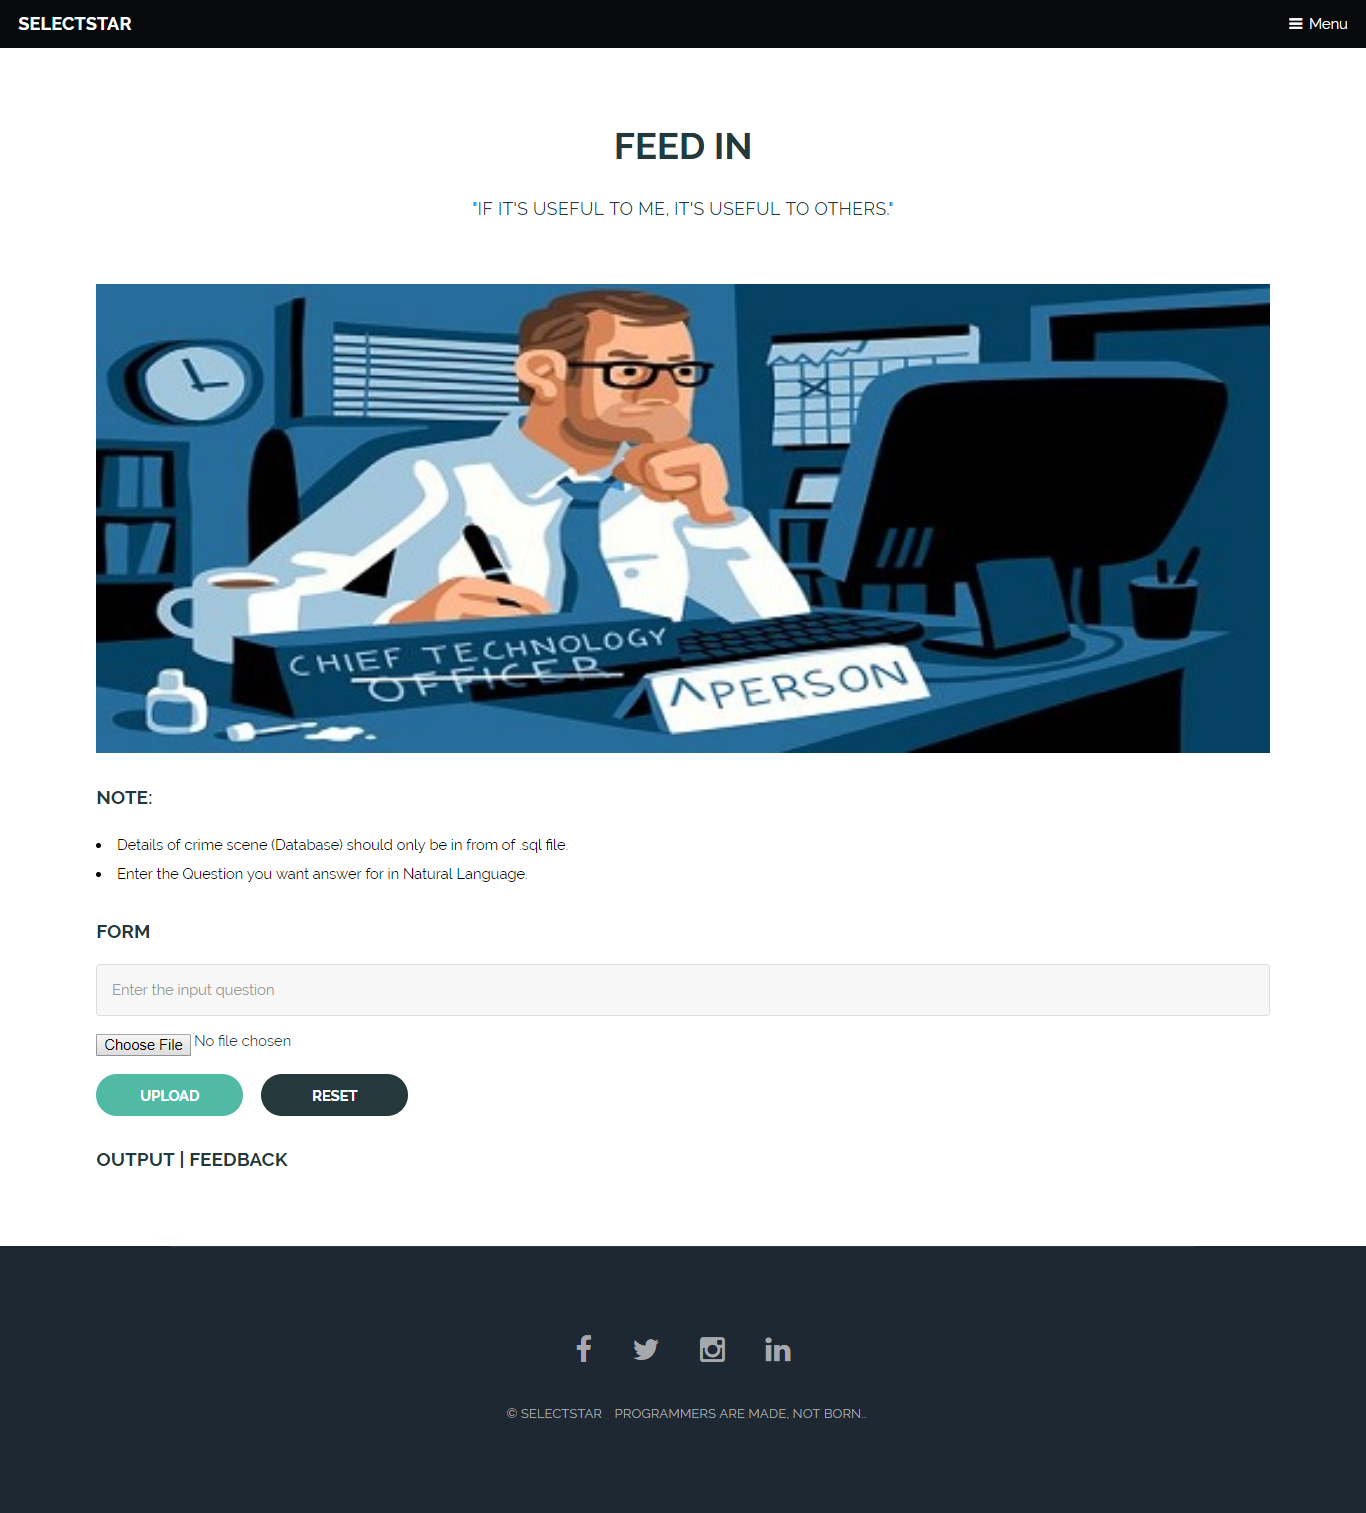 SELECTSTAR
Menu
FEED IN
"IF IT'S USEFUL TO ME, IT'S USEFUL TO OTHERS."
CHIEF TECHNOLOGY
OFFICER
PERSON
NOTE:
Details of crime scene (Database) should only be in from of .sql file.
Enter the Question you want answer for in Natural Language.
FORM
Enter the input question
Choose File No file chosen
UPLOAD RESET
OUTPUT | FEEDBACK
© SELECTSTAR PROGRAMMERS ARE MADE, NOT BORN..